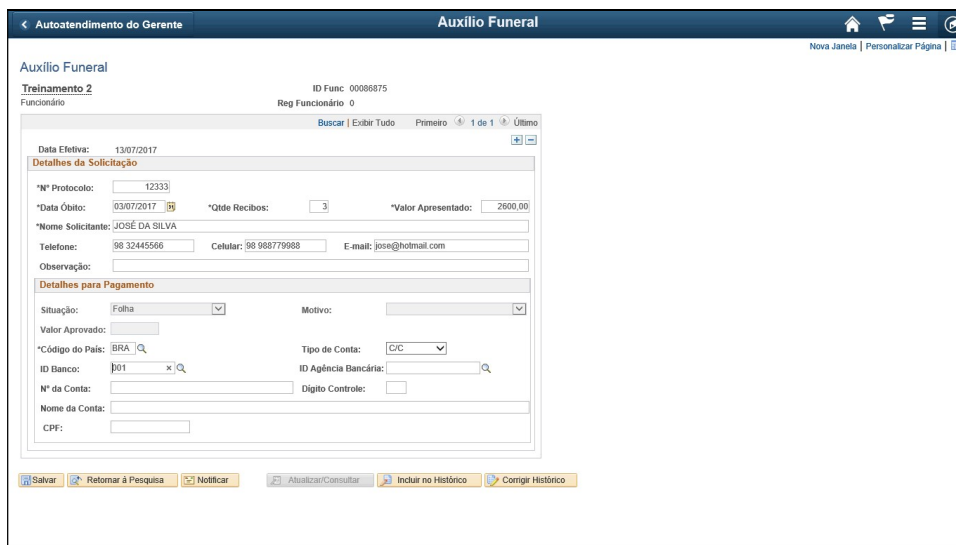 Autoatendimento do Gerente Auxílio Funeral
Nova Janela | Personalizar Página |
Auxílio Funeral
Treinamento 2 ID Func 00086875
Funcionário Reg Funcionário 0
Buscar | Exibir Tudo Primeiro 1 de 1 Último
Data Efetiva: 13/07/2017
Detalhes da Solicitação
*Nº Protocolo: 12333
*Data Óbito: 03/07/2017 *Qtde Recibos: 3 *Valor Apresentado: 2600,00
*Nome Solicitante: JOSÉ DA SILVA
Telefone: 98 32445566 Celular: 98 988779988 E-mail: jose@hotmail.com
Observação:
Detalhes para Pagamento
Situação: Folha Motivo:
Valor Aprovado:
*Código do País: BRA Tipo de Conta: C/C
ID Banco: 001 ID Agência Bancária:
Nº da Conta: Dígito Controle:
Nome da Conta:
CPF:
Salvar Retornar à Pesquisa Notificar Atualizar/Consultar Incluir no Histórico Corrigir Histórico